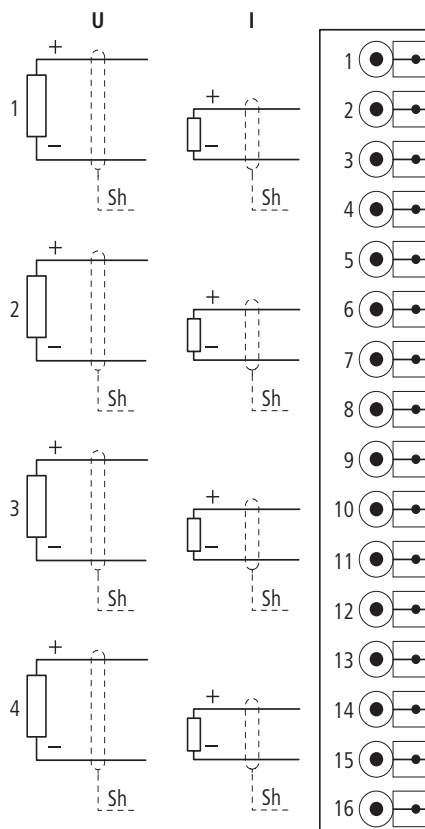 U I
+ 1
1 + 2
− − 3
Sh Sh 4
+ 5
2 + 6
− − 7
Sh Sh 8
+ 9
3 + 10
− − 11
Sh Sh 12
+ 13
4 + 14
− − 15
Sh Sh 16